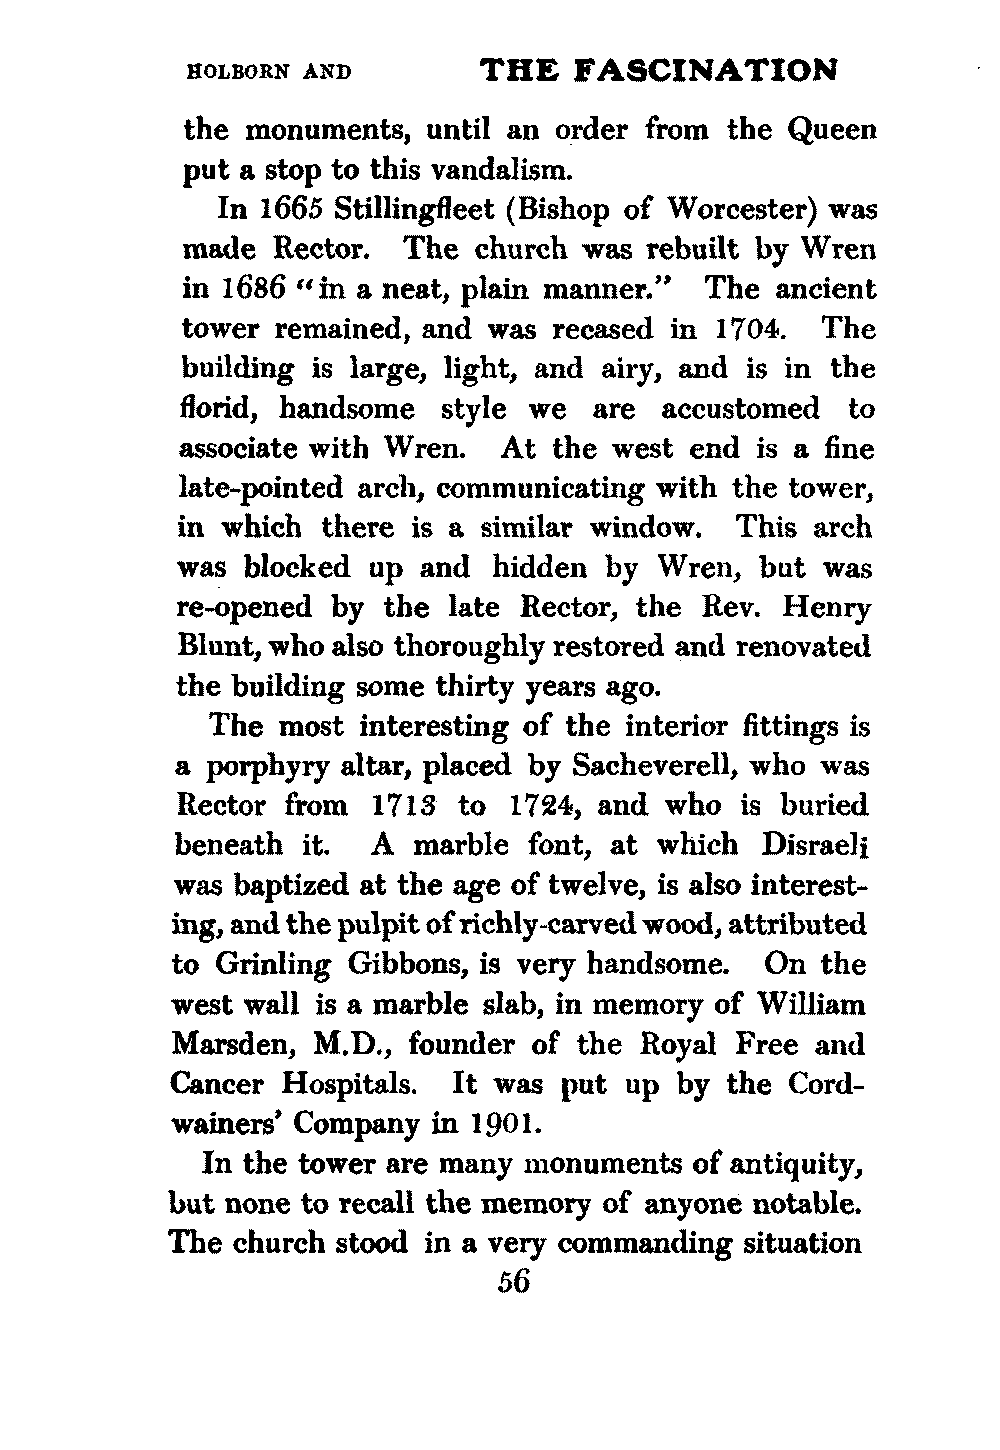 HOLBORN AND THE FASCINATION
the monuments, until an order from the Queen
put a stop to this vandalism.
In 1665 Stillingfleet (Bishop of Worcester) was
made Rector. The church was rebuilt by Wren
in 1686 “in a neat, plain manner.” The ancient
tower remained, and was recased in 1704. The
building is large, light, and airy, and is in the
florid, handsome style we are accustomed to
associate with Wren. At the west end is a fine
late-pointed arch, communicating with the tower,
in which there is a similar window. This arch
was blocked up and hidden by Wren, but was
re-opened by the late Rector, the Rev. Henry
Blunt, who also thoroughly restored and renovated
the building some thirty years ago.
The most interesting of the interior fittings is
a porphyry altar, placed by Sacheverell, who was
Rector from 1713 to 1724, and who is buried
beneath it. A marble font, at which Disraeli
was baptized at the age of twelve, is also interest-
ing, and the pulpit of richly-carved wood, attributed
to Grinling Gibbons, is very handsome. On the
west wall is a marble slab, in memory of William
Marsden, M.D., founder of the Royal Free and
Cancer Hospitals. It was put up by the Cord-
wainers’ Company in 1901.
In the tower are many monuments of antiquity,
but none to recall the memory of anyone notable.
The church stood in a very commanding situation
56